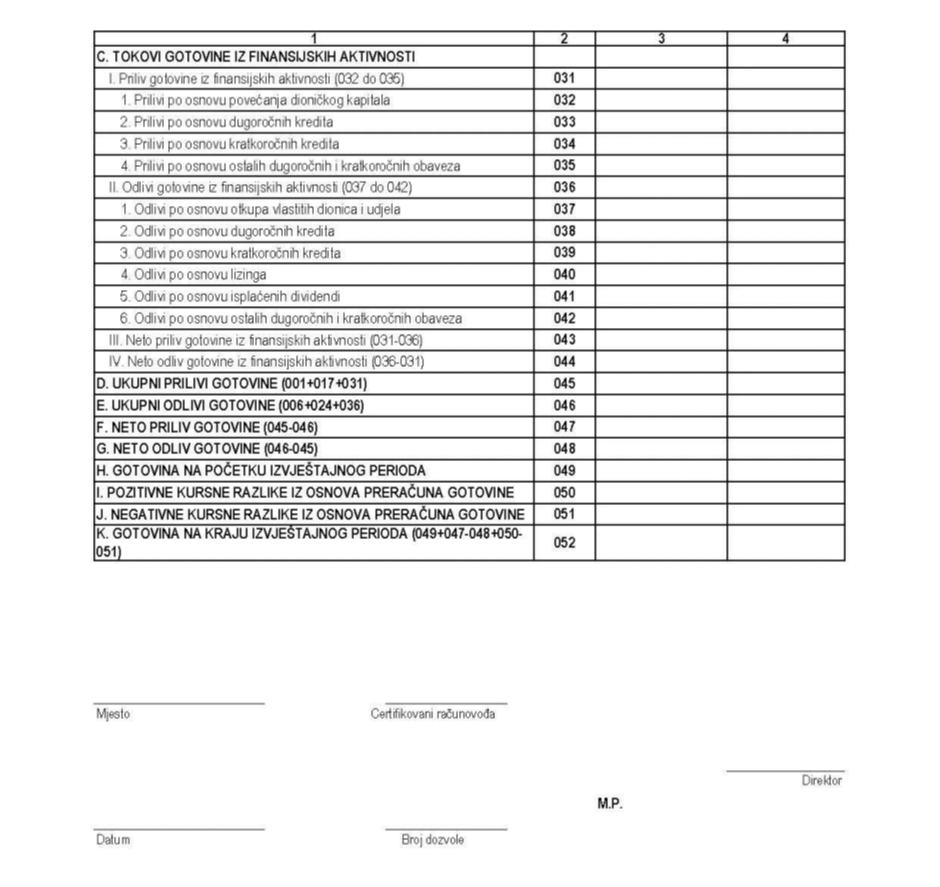 1 2 3 4
C. TOKOVI GOTOVINE IZ FINANSIJSKIH AKTIVNOSTI
I. Priliv gotovine iz finansijskih aktivnosti (032 do 035) 031
1. Prilivi po osnovu povećanja dioničkog kapitala 032
2. Prilivi po osnovu dugoročnih kredita 033
3. Prilivi po osnovu kratkoročnih kredita 034
4. Prilivi po osnovu ostalih dugoročnih i kratkoročnih obaveza 035
II. Odlivi gotovine iz finansijskih aktivnosti (037 do 042) 036
1. Odlivi po osnovu otkupa vlastitih dionica i udjela 037
2. Odlivi po osnovu dugoročnih kredita 038
3. Odlivi po osnovu kratkoročnih kredita 039
4. Odlivi po osnovu lizinga 040
5. Odlivi po osnovu isplaćenih dividendi 041
6. Odlivi po osnovu ostalih dugoročnih i kratkoročnih obaveza 042
III. Neto priliv gotovine iz finansijskih aktivnosti (031-036) 043
IV. Neto odliv gotovine iz finansijskih aktivnosti (036-031) 044
D. UKUPNI PRILIVI GOTOVINE (001+017+031) 045
E. UKUPNI ODLIVI GOTOVINE (006+024+036) 046
F. NETO PRILIV GOTOVINE (045-046) 047
G. NETO ODLIV GOTOVINE (046-045) 048
H. GOTOVINA NA POČETKU IZVJEŠTAJNOG PERIODA 049
I. POZITIVNE KURSNE RAZLIKE IZ OSNOVA PRERAČUNA GOTOVINE 050
J. NEGATIVNE KURSNE RAZLIKE IZ OSNOVA PRERAČUNA GOTOVINE 051
K. GOTOVINA NA KRAJU IZVJEŠTAJNOG PERIODA (049+047-048+050-
051) 052
Mjesto Certifikovani računovođa
Direktor
M.P.
Datum Broj dozvole